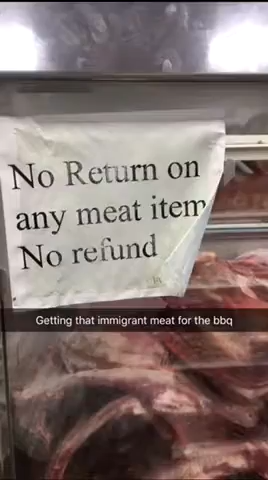 No Return on
any meat item
No refund
Getting that immigrant meat for the bbq